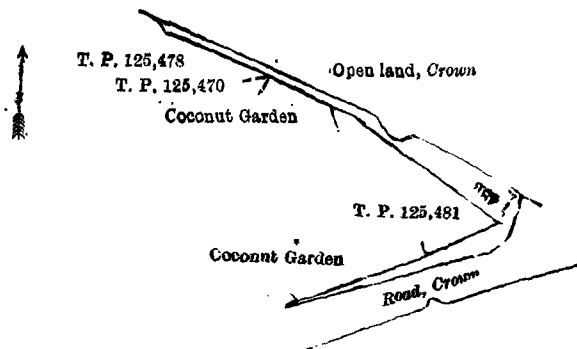 T. P. 125,478
Open land, Crown
T. P. 125,470
Coconut Garden
T. P. 125,481
Coconut Garden
Road, Crown